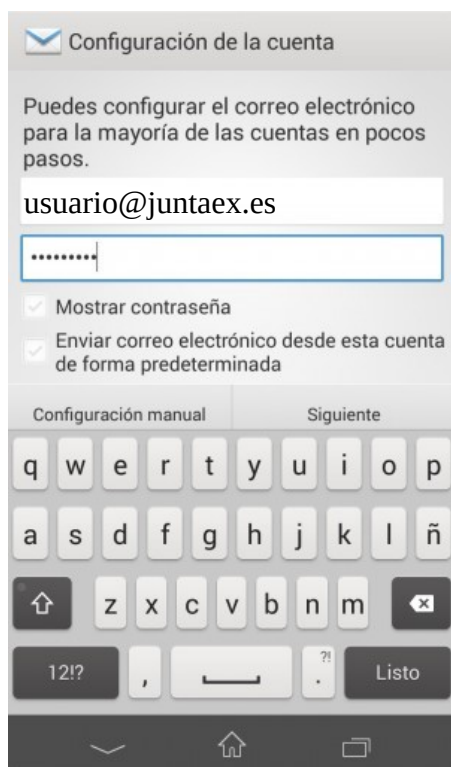 Configuración de la cuenta
Puedes configurar el correo electrónico
para la mayoría de las cuentas en pocos
pasos.
usuario@juntaex.es
•••••••••
Mostrar contraseña
Enviar correo electrónico desde esta cuenta
de forma predeterminada
Configuración manual Siguiente
q w e r t y u i o p
a s d f g h j k l ñ
z x c v b n m
12!? , ?! . Listo